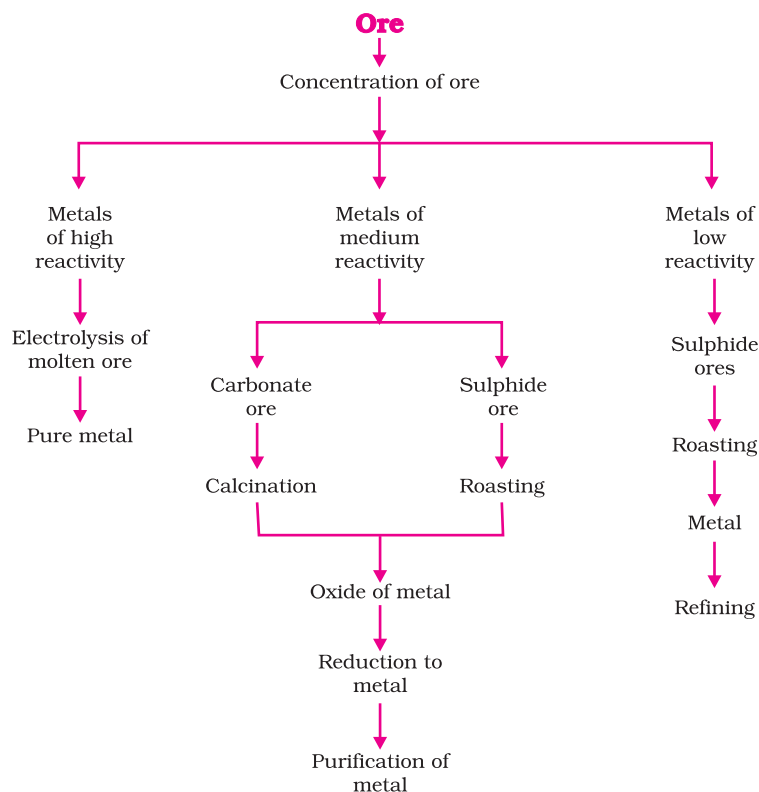 Ore
Concentration of ore
Metals
of high
reactivity
Electrolysis of
molten ore
Pure metal
Metals of
medium
reactivity
Carbonate
ore
Calcination
Sulphide
ore
Roasting
Oxide of metal
Reduction to
metal
Purification of
metal
Metals of
low
reactivity
Sulphide
ores
Roasting
Metal
Refining